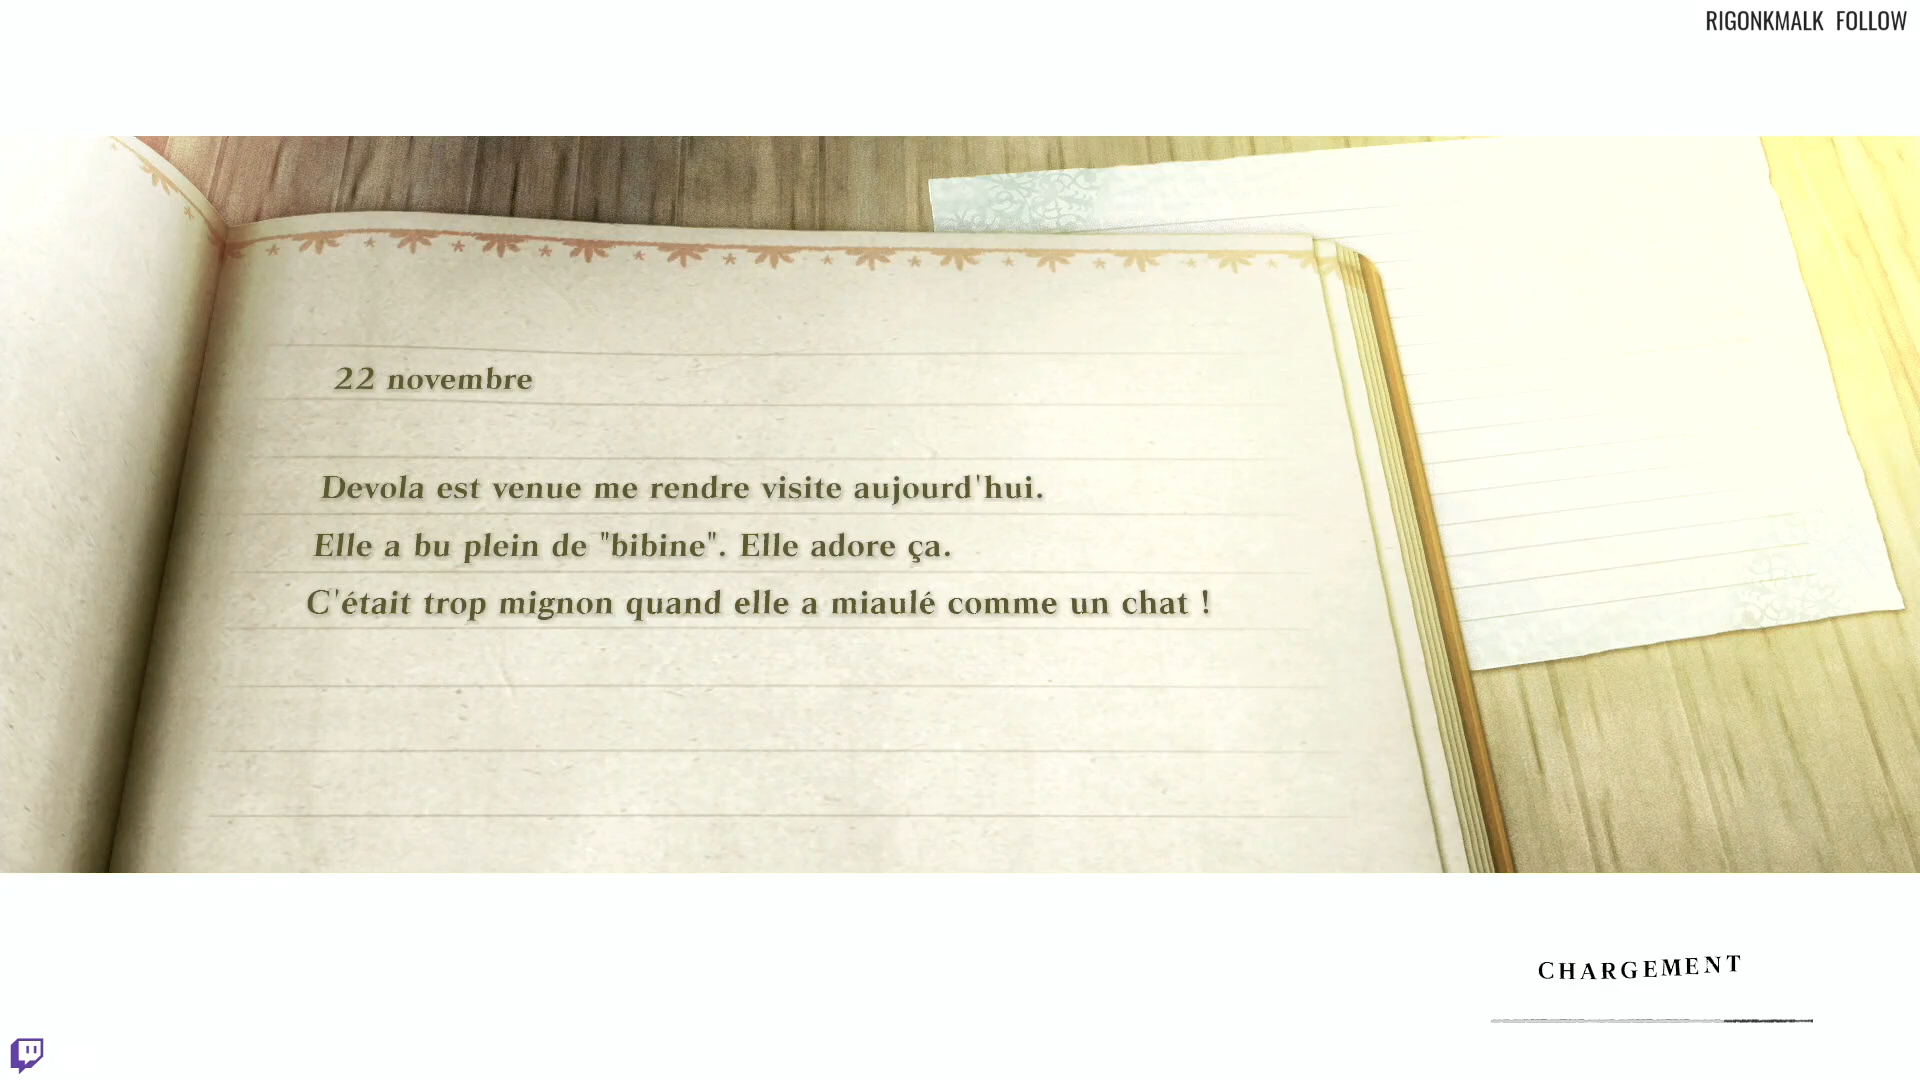 RIGONKMALK FOLLOW
22 novembre
Devola est venue me rendre visite aujourd'hui.
Elle a bu plein de "bibine". Elle adore ça.
C'était trop mignon quand elle a miaulé comme un chat !
CHARGEMENT